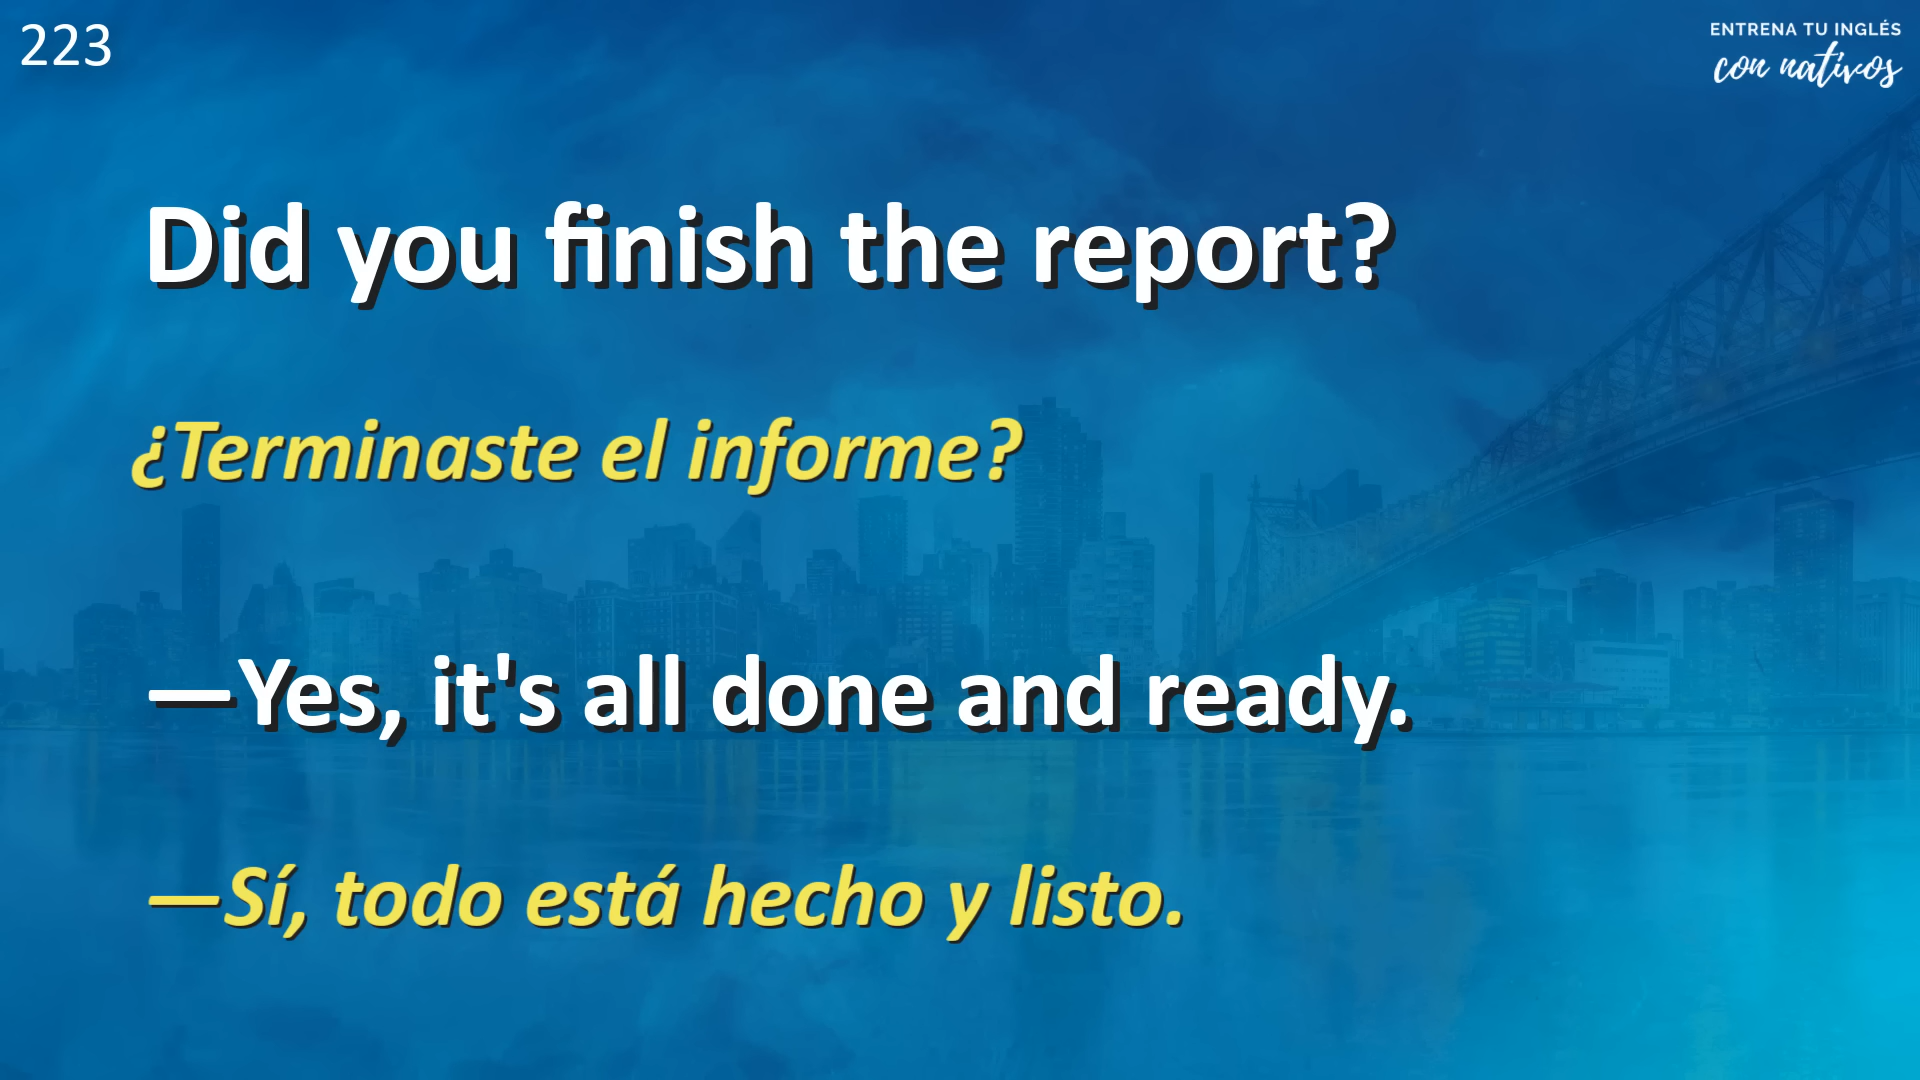 223
ENTRENA TU INGLÉS
con nativos
Did you finish the report?
¿Terminaste el informe?
—Yes, it's all done and ready.
—Sí, todo está hecho y listo.